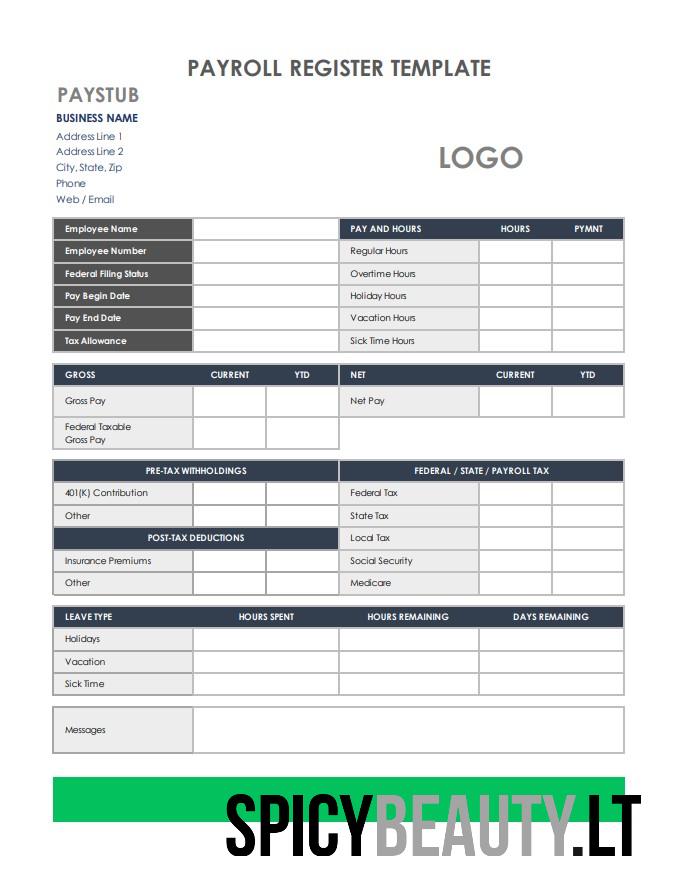 PAYROLL REGISTER TEMPLATE
PAYSTUB
BUSINESS NAME
Address Line 1
Address Line 2
City, State, Zip
Phone
Web / Email
LOGO
Employee Name
Employee Number
Federal Filing Status
Pay Begin Date
Pay End Date
Tax Allowance
PAY AND HOURS HOURS PYMNT
Regular Hours
Overtime Hours
Holiday Hours
Vacation Hours
Sick Time Hours
GROSS CURRENT YTD
Gross Pay
Federal Taxable
Gross Pay
NET CURRENT YTD
Net Pay
PRE-TAX WITHHOLDINGS
401(K) Contribution
Other
POST-TAX DEDUCTIONS
Insurance Premiums
Other
FEDERAL / STATE / PAYROLL TAX
Federal Tax
State Tax
Local Tax
Social Security
Medicare
LEAVE TYPE HOURS SPENT HOURS REMAINING DAYS REMAINING
Holidays
Vacation
Sick Time
Messages
SPICYBEAUTY.LT